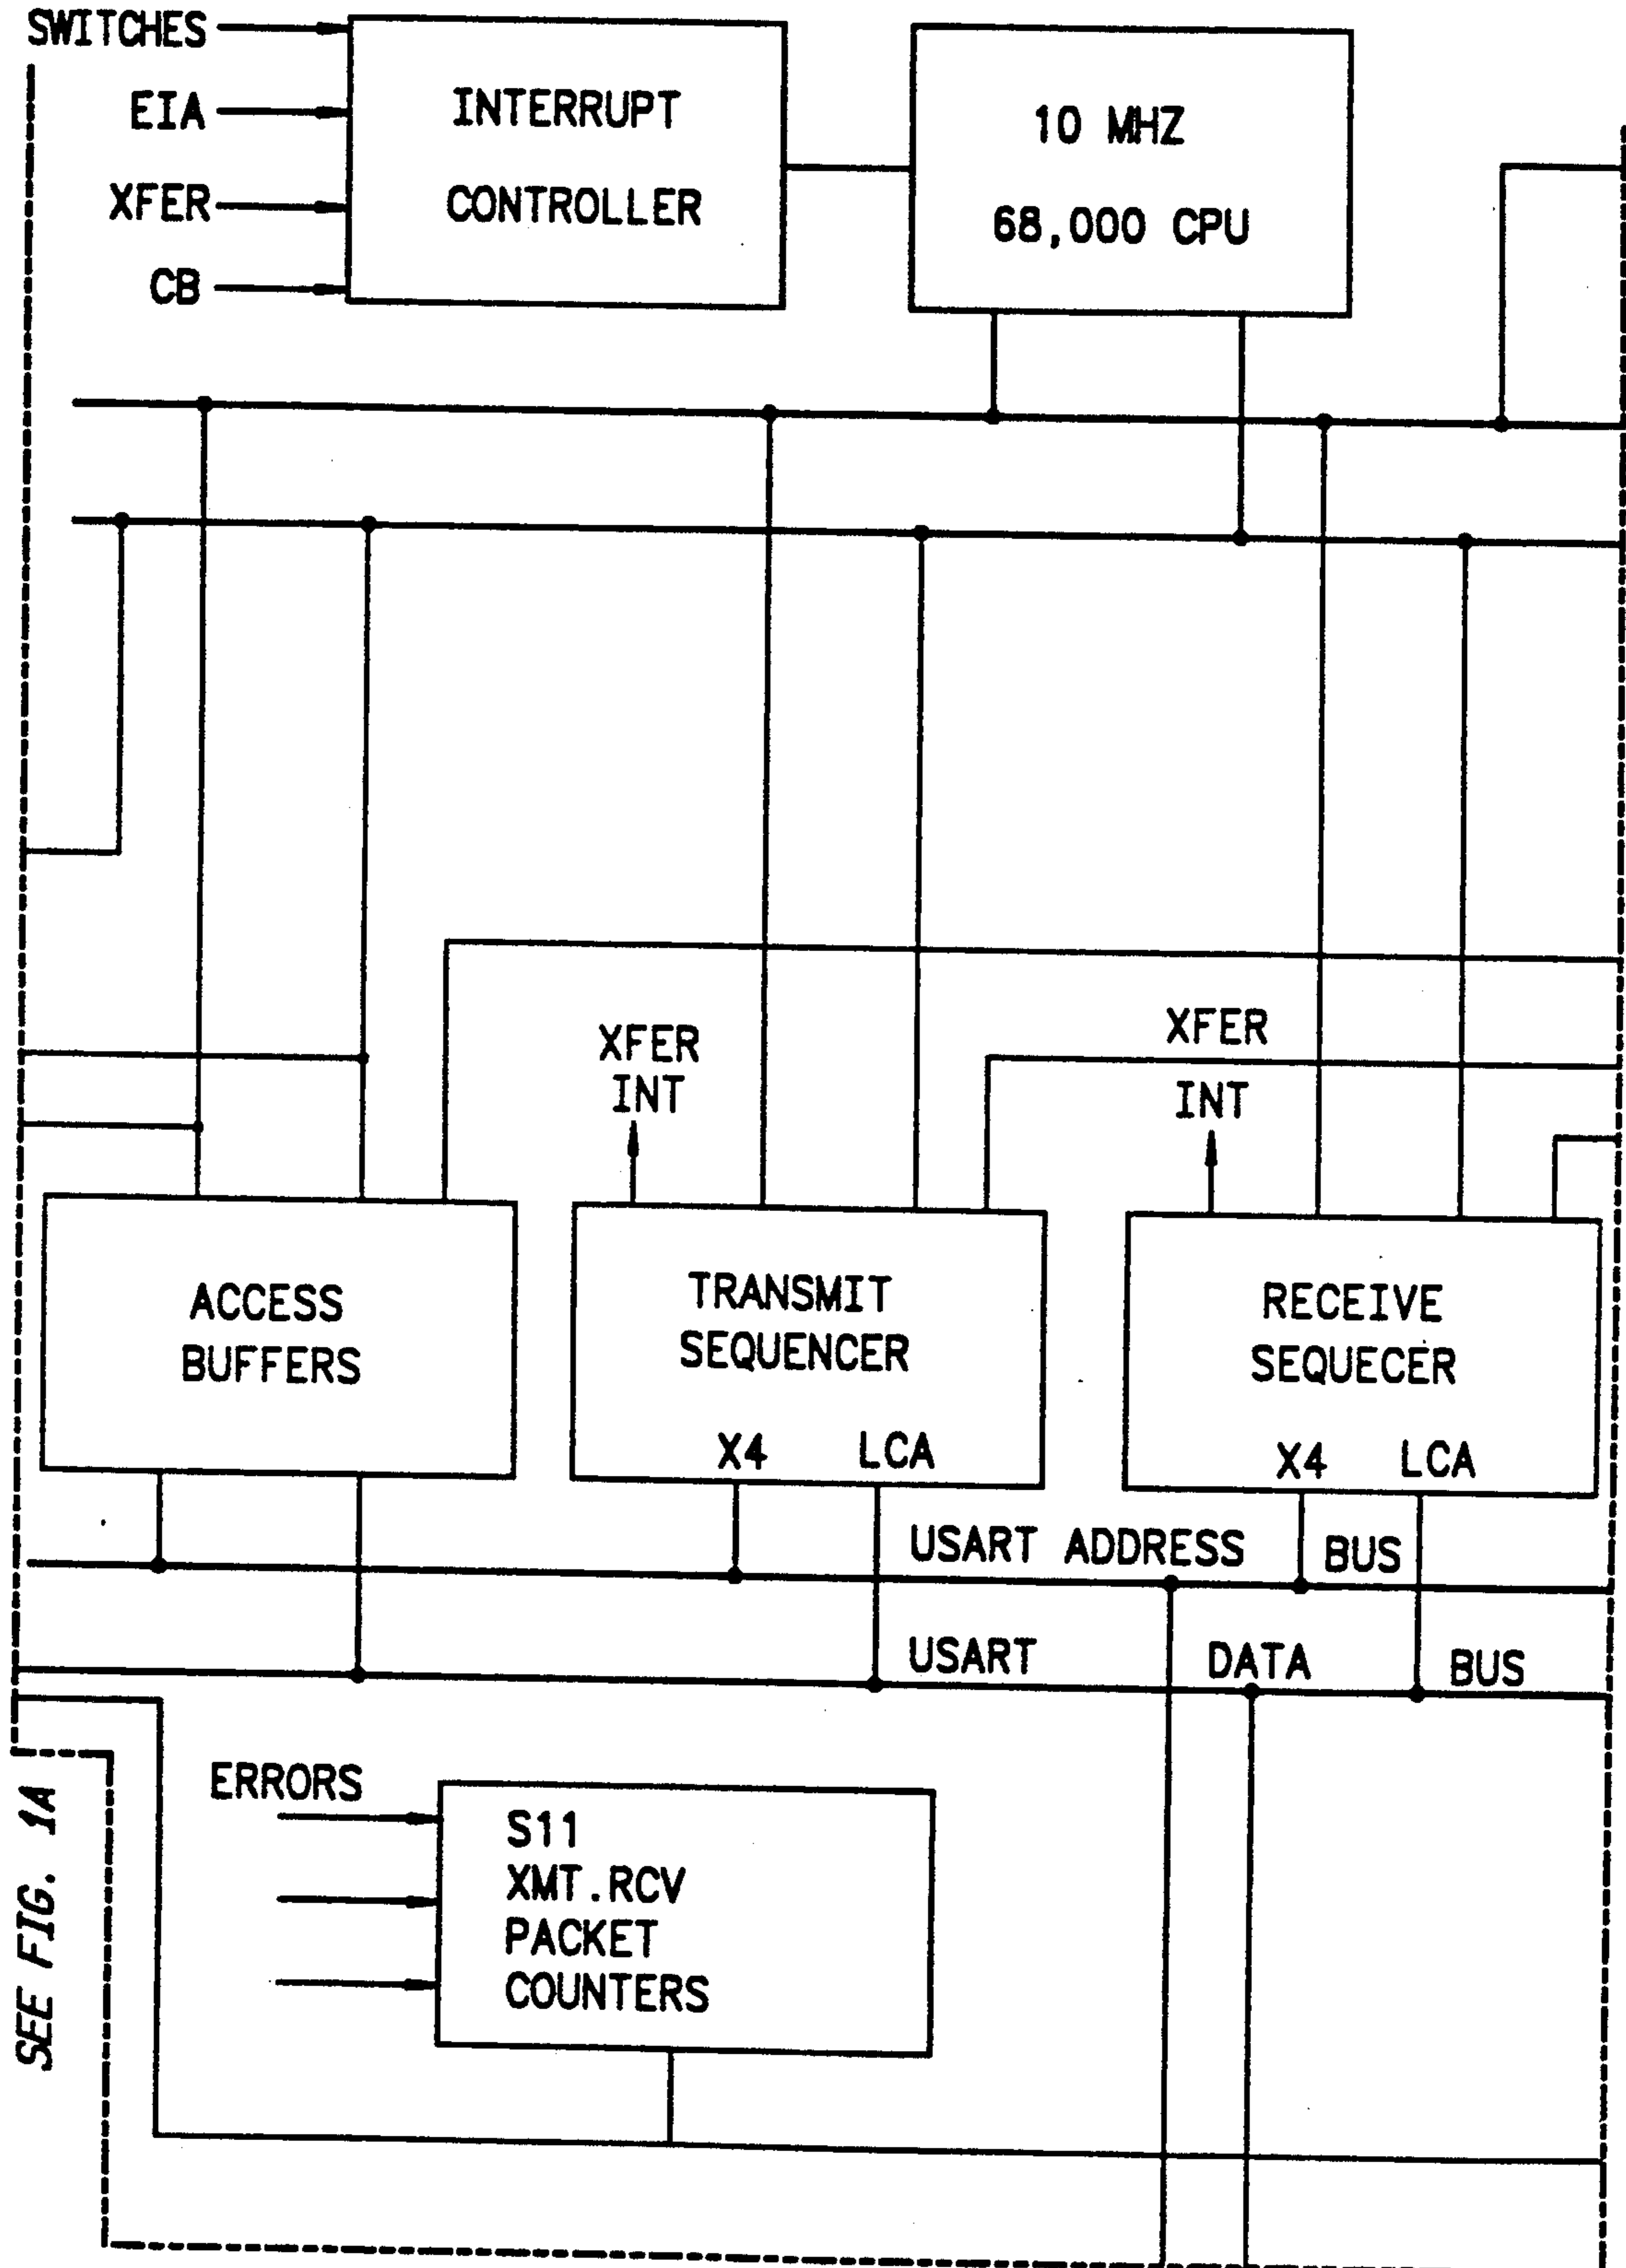 SWITCHES
EIA
XFER
CB
INTERRUPT
CONTROLLER
10 MHZ
68,000 CPU
XFER
INT
XFER
INT
ACCESS
BUFFERS
TRANSMIT
SEQUENCER
X4 LCA
RECEIVE
SEQUECER
X4 LCA
USART ADDRESS BUS
USART DATA BUS
ERRORS
S11
XMT.RCV
PACKET
COUNTERS
SEE FIG. 1A